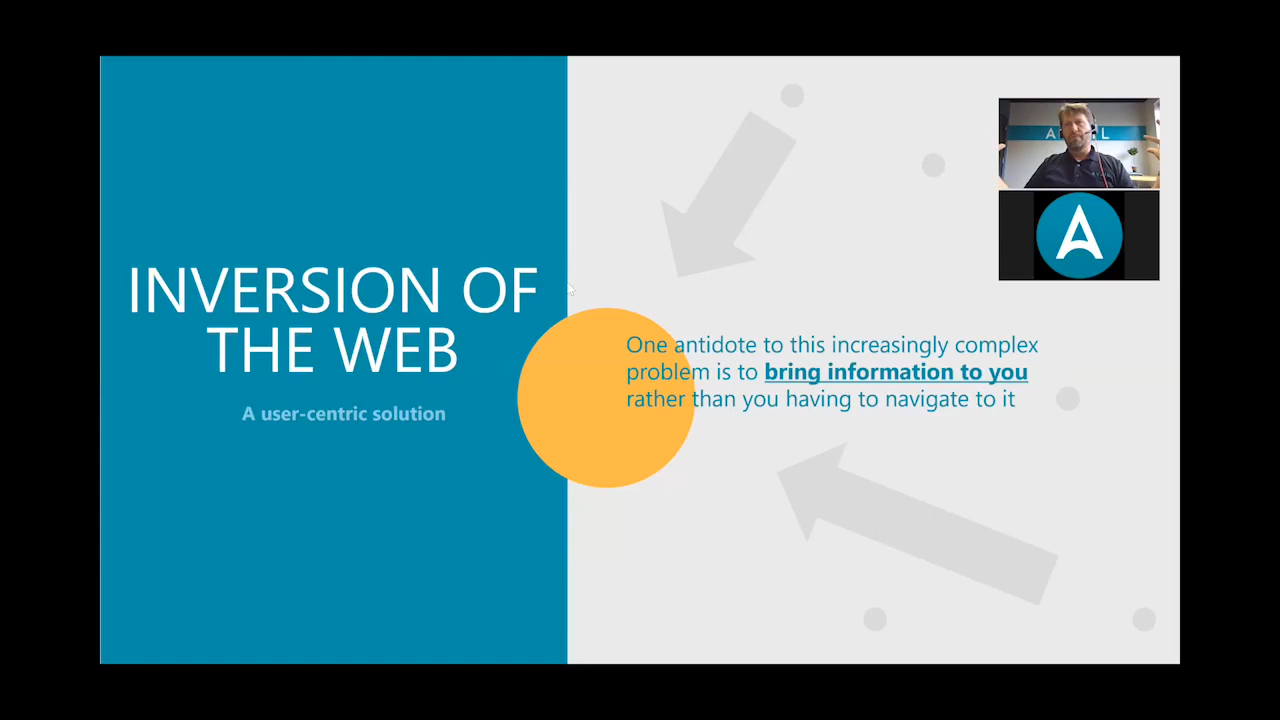 INVERSION OF
THE WEB
A user-centric solution
One antidote to this increasingly complex
problem is to bring information to you
rather than you having to navigate to it
A